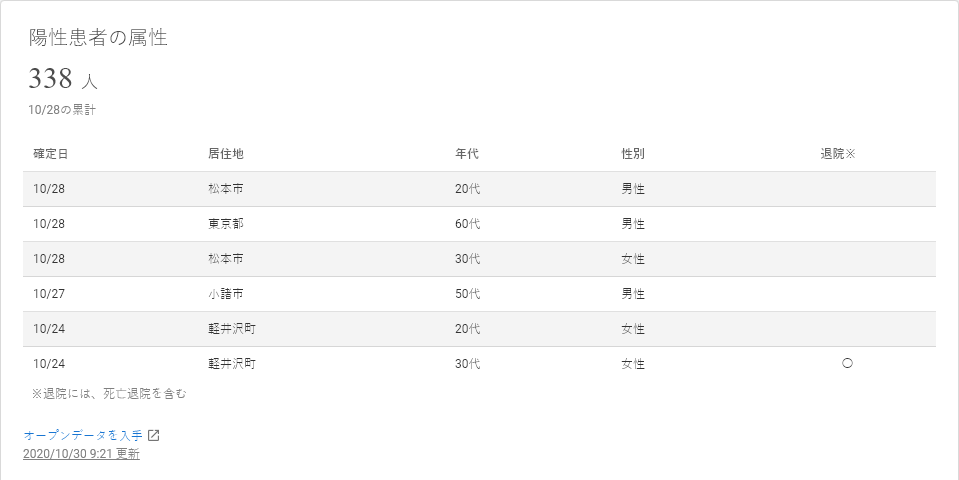 陽性患者の属性
338 人
10/28の累計
確定日 居住地 年代 性別 退院※
10/28 松本市 20代 男性
10/28 東京都 60代 男性
10/28 松本市 30代 女性
10/27 小諸市 50代 男性
10/24 軽井沢町 20代 女性
10/24 軽井沢町 30代 女性 〇
※退院には、死亡退院を含む
オープンデータを入手
2020/10/30 9:21 更新